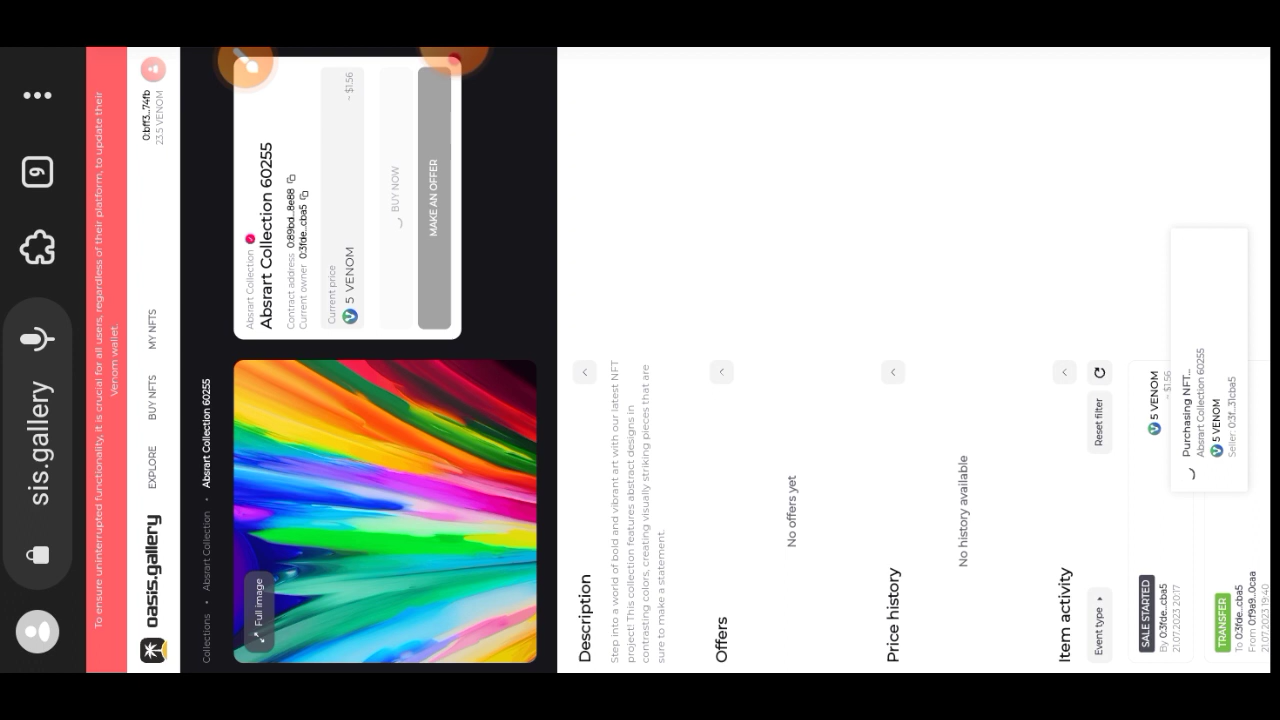 9
sis.gallery
To ensure uninterrupted functionality, it is crucial for all users, regardless of their platform, to update their
Venom wallet.
oasis.gallery
EXPLORE
BUY NFTS
MY NFTS
0:bff3...74fb
23.5 VENOM
Collections • Absrart Collection • Absrart Collection 60255
Full image
Absrart Collection
Absrart Collection 60255
Contract address 0:89bd...8e88
Current owner 0:3fde...cba5
Current price
5 VENOM
~ $1.56
BUY NOW
MAKE AN OFFER
Description
Step into a world of bold and vibrant art with our latest NFT
project! This collection features abstract designs in
contrasting colors, creating visually striking pieces that are
sure to make a statement.
Offers
No offers yet
Price history
No history available
Item activity
Event type
Reset filter
SALE STARTED
By 0:3fde...cba5
21.07.2023 20:17
5 VENOM
~ $1.56
TRANSFER
To 0:3fde...cba5
From 0:f9a9...0caa
21.07.2023 19:40
Purchasing NFT...
Absrart Collection 60255
5 VENOM
Seller: 0:3f...31cba5